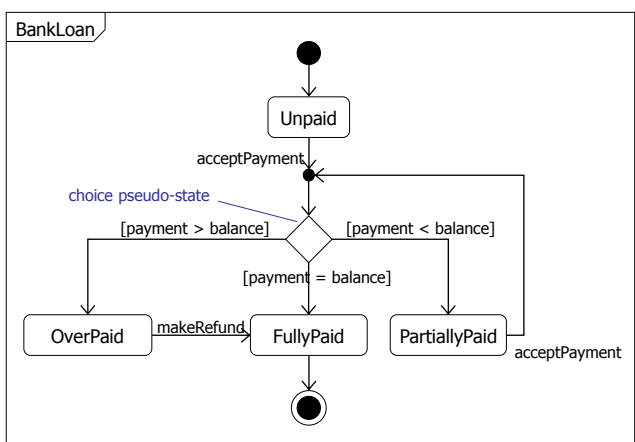 BankLoan
Unpaid
acceptPayment
choice pseudo-state
[payment > balance]
[payment < balance]
[payment = balance]
OverPaid
makeRefund
FullyPaid
PartiallyPaid
acceptPayment